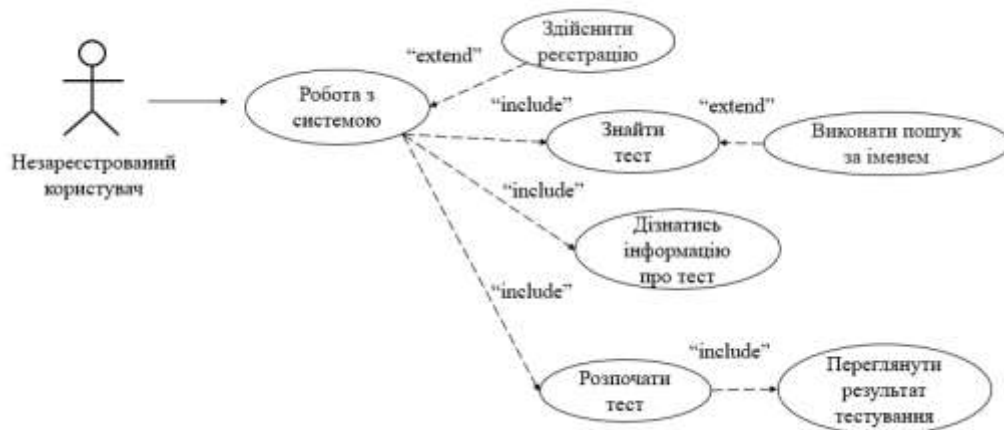 Здійснити
реєстрацію
“extend”
Робота з
системою
“include”
“extend”
Знайти
тест
Виконати пошук
за іменем
Незареєстрований
користувач
“include”
Дізнатись
інформацію
про тест
“include”
Розпочати
тест
“include”
Переглянути
результат
тестування